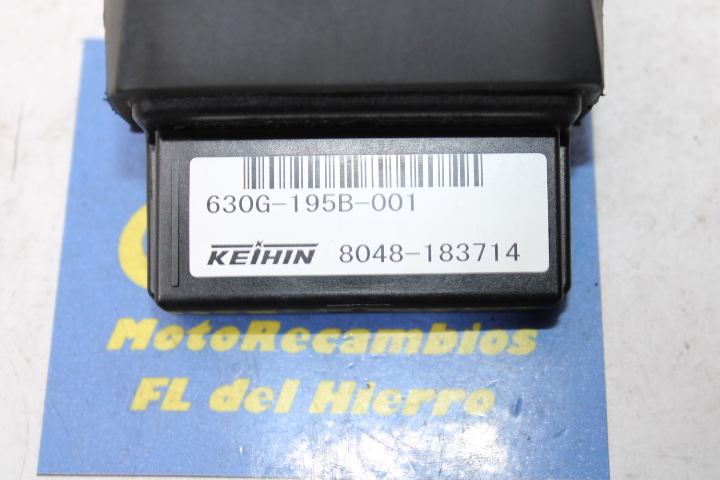 630G-195B-001
KEIHIN 8048-183714
MotoRecambios
FL del Hierro